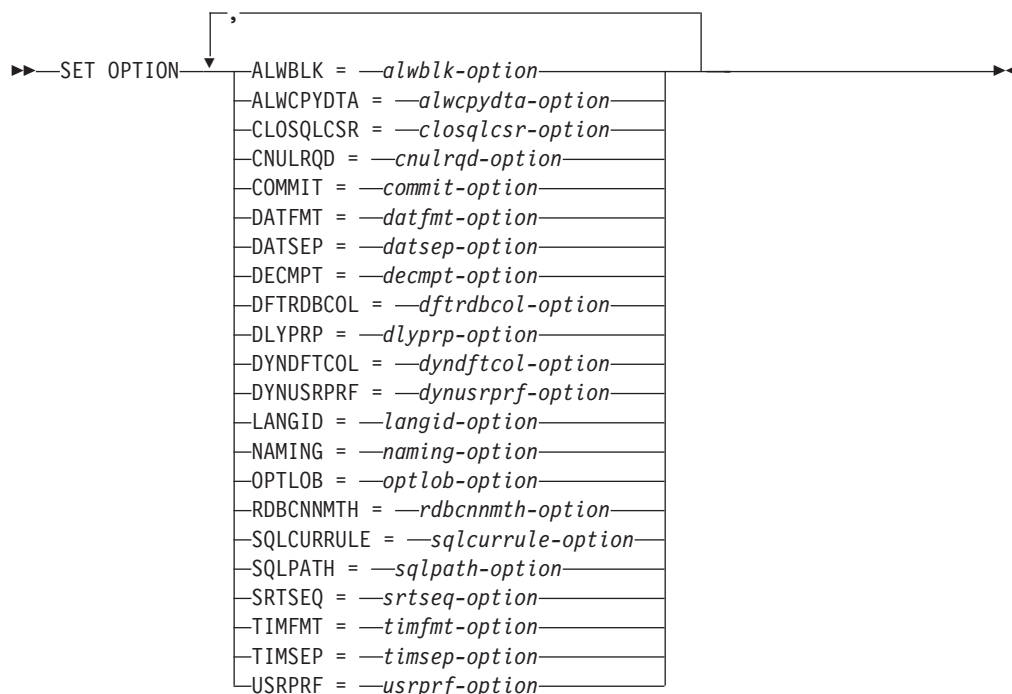 ,
SET OPTION ALWBLK = alwblk-option
ALWCPYDTA = alwcpydta-option
CLOSQLCSR = closqlcsr-option
CNULRQD = cnulrqd-option
COMMIT = commit-option
DATFMT = datfmt-option
DATSEP = datsep-option
DECMPT = decmpt-option
DFTRDBCOL = dftrdbcol-option
DLYPRP = dlyprp-option
DYNDFTCOL = dyndftcol-option
DYNUSRPRF = dynusrprf-option
LANGID = langid-option
NAMING = naming-option
OPTLOB = optlob-option
RDBCNNMTH = rdbcnnmth-option
SQLCURRULE = sqlcurrule-option
SQLPATH = sqlpath-option
SRTSEQ = srtseq-option
TIMFMT = timfmt-option
TIMSEP = timsep-option
USRPRF = usrprf-option